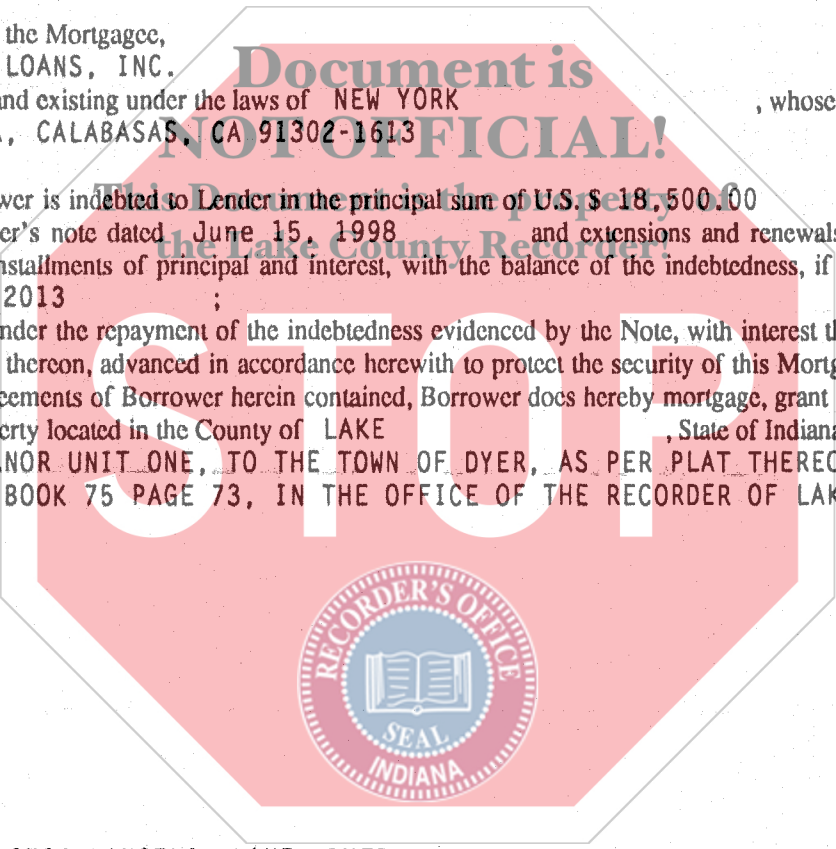 the Mortgagee,
LOANS, INC.
Document is
and existing under the laws of NEW YORK , whose
, CALABASAS, CA 91302-1613
NOT OFFICIAL!
wer is indebted to Lender in the principal sum of U.S. $ 18,500.00
This Document is the property of
er's note dated June 15, 1998 and extensions and renewals
the Lake County Recorder!
nstallments of principal and interest, with the balance of the indebtedness, if
2013 ;
nder the repayment of the indebtedness evidenced by the Note, with interest th
thereon, advanced in accordance herewith to protect the security of this Mortg
eements of Borrower herein contained, Borrower does hereby mortgage, grant
erty located in the County of LAKE , State of Indiana
NOR UNIT ONE, TO THE TOWN OF DYER, AS PER PLAT THEREO
BOOK 75 PAGE 73, IN THE OFFICE OF THE RECORDER OF LAK
STOP
RECORDER'S OFFICE
SEAL
INDIANA